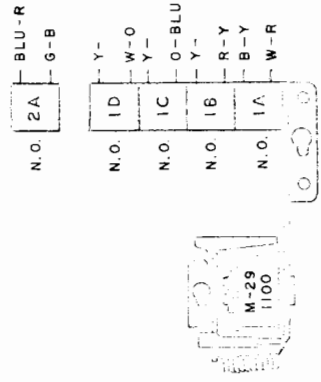 BLU-R
G-B
2A
N.O.
Y-
W-O
1D
N.O.
Y-
O-BLU
1C
N.O.
Y-
R-Y
1B
N.O.
B-Y
W-R
1A
N.O.
M-29
1100